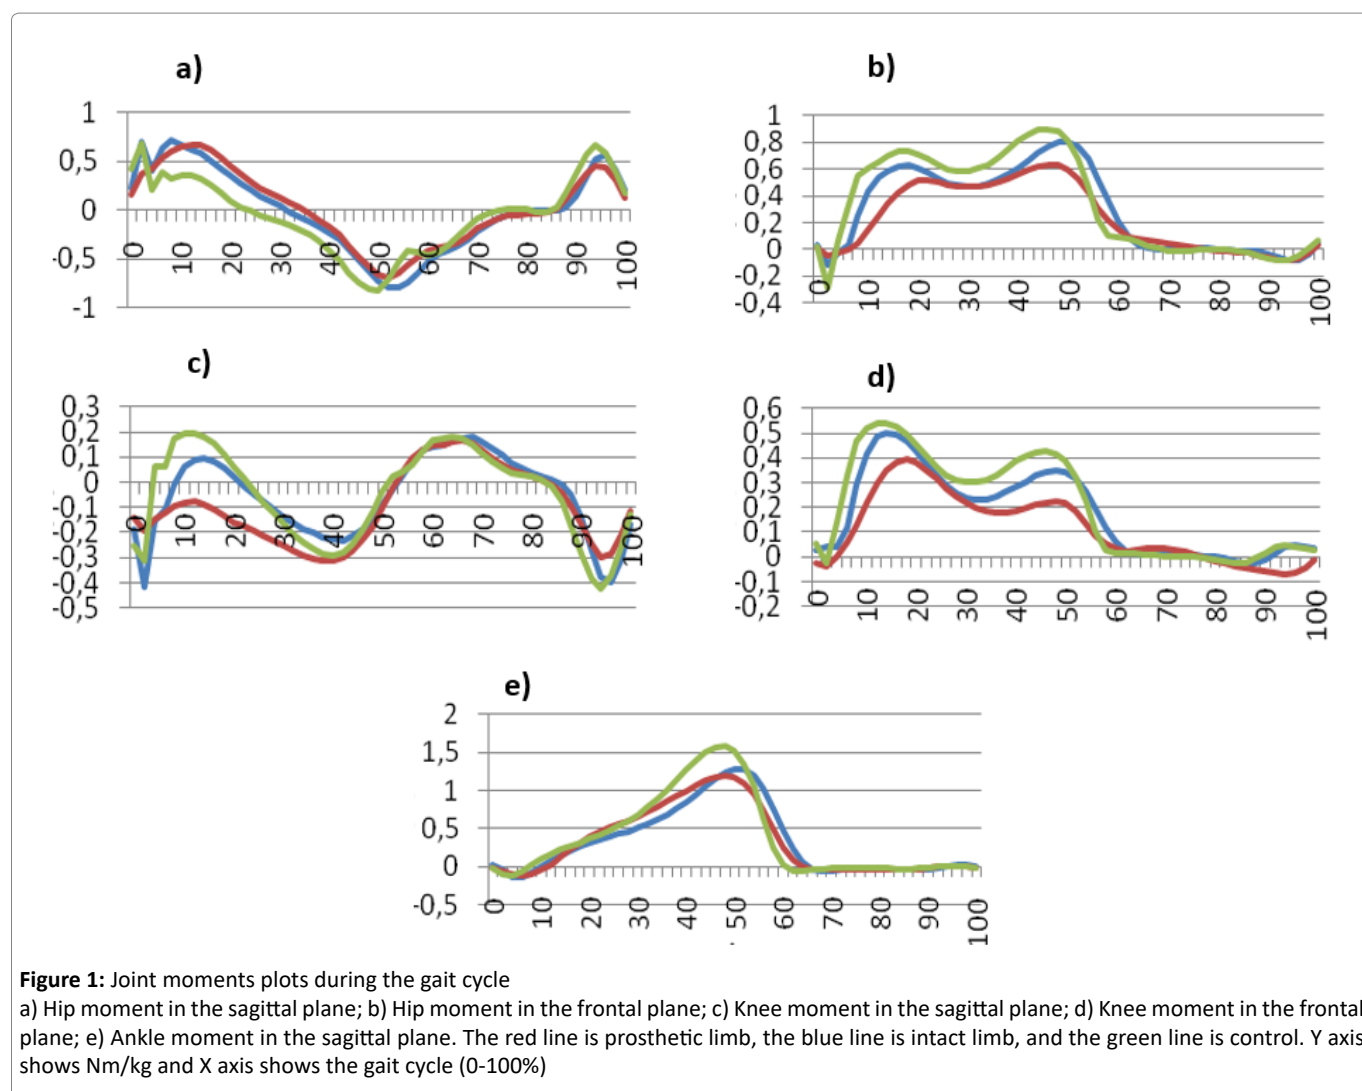 a)
1
0,5
0
-0,5
-1
0 10 20 30 40 50 60 70 80 90 100
b)
1
0,8
0,6
0,4
0,2
0
-0,2
-0,4
0 10 20 30 40 50 60 70 80 90 100
c)
0,3
0,2
0,1
0
-0,1
-0,2
-0,3
-0,4
-0,5
0 10 20 30 40 50 60 70 80 90 100
d)
0,6
0,5
0,4
0,3
0,2
0,1
0
-0,1
-0,2
0 10 20 30 40 50 60 70 80 90 100
e)
2
1,5
1
0,5
0
-0,5
0 10 20 30 40 50 60 70 80 90 100
Figure 1: Joint moments plots during the gait cycle
a) Hip moment in the sagittal plane; b) Hip moment in the frontal plane; c) Knee moment in the sagittal plane; d) Knee moment in the frontal
plane; e) Ankle moment in the sagittal plane. The red line is prosthetic limb, the blue line is intact limb, and the green line is control. Y axis
shows Nm/kg and X axis shows the gait cycle (0-100%)